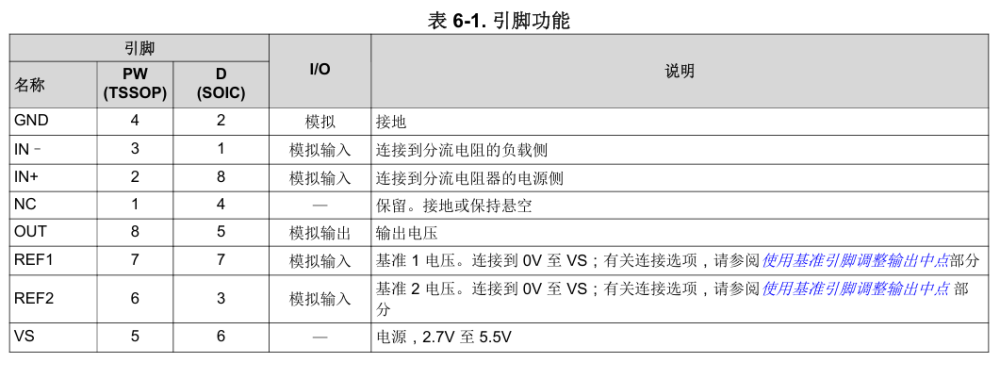 表 6-1. 引脚功能
引脚 I/O 说明
名称 PW (TSSOP) D (SOIC)
GND 4 2 模拟 接地
IN– 3 1 模拟输入 连接到分流电阻的负载侧
IN+ 2 8 模拟输入 连接到分流电阻器的电源侧
NC 1 4 — 保留。接地或保持悬空
OUT 8 5 模拟输出 输出电压
REF1 7 7 模拟输入 基准 1 电压。连接到 0V 至 VS；有关连接选项，请参阅使用基准引脚调整输出中点部分
REF2 6 3 模拟输入 基准 2 电压。连接到 0V 至 VS；有关连接选项，请参阅使用基准引脚调整输出中点 部
分
VS 5 6 — 电源，2.7V 至 5.5V